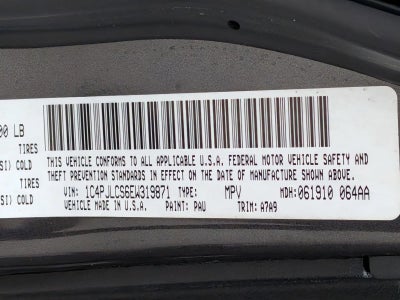 00 LB
TIRES
SI) COLD
TIRES
SI) COLD
THIS VEHICLE CONFORMS TO ALL APPLICABLE U.S.A. FEDERAL MOTOR VEHICLE SAFETY AND
THEFT PREVENTION STANDARDS IN EFFECT ON THE DATE OF MANUFACTURE SHOWN ABOVE.
VIN: 1C4PJLCS6EW319871 TYPE: MPV MDH: 061910 064AA
VEHICLE MADE IN U.S.A. PAINT: PAU TRIM: A7A9